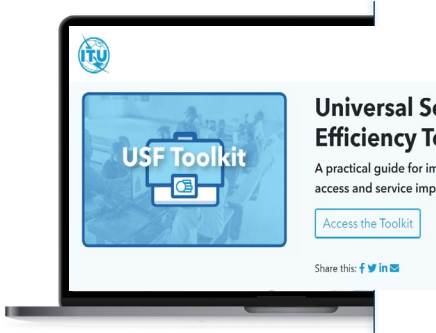 ITU
USF Toolkit
Universal Se
Efficiency To
A practical guide for im
access and service imp
Access the Toolkit
Share this: